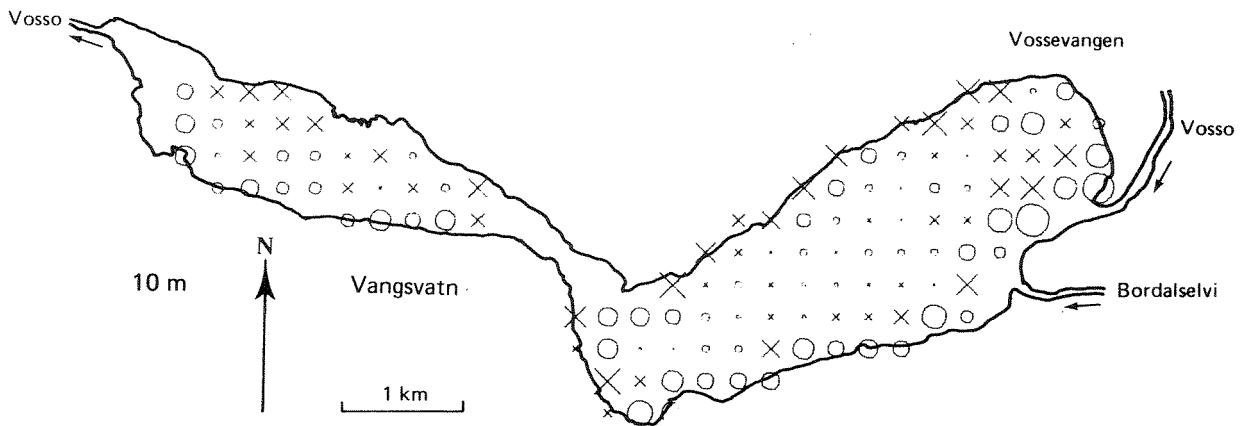 Vosso
Vossevangen
Vosso
N
10 m
Vangsvatn
Bordalselvi
1 km